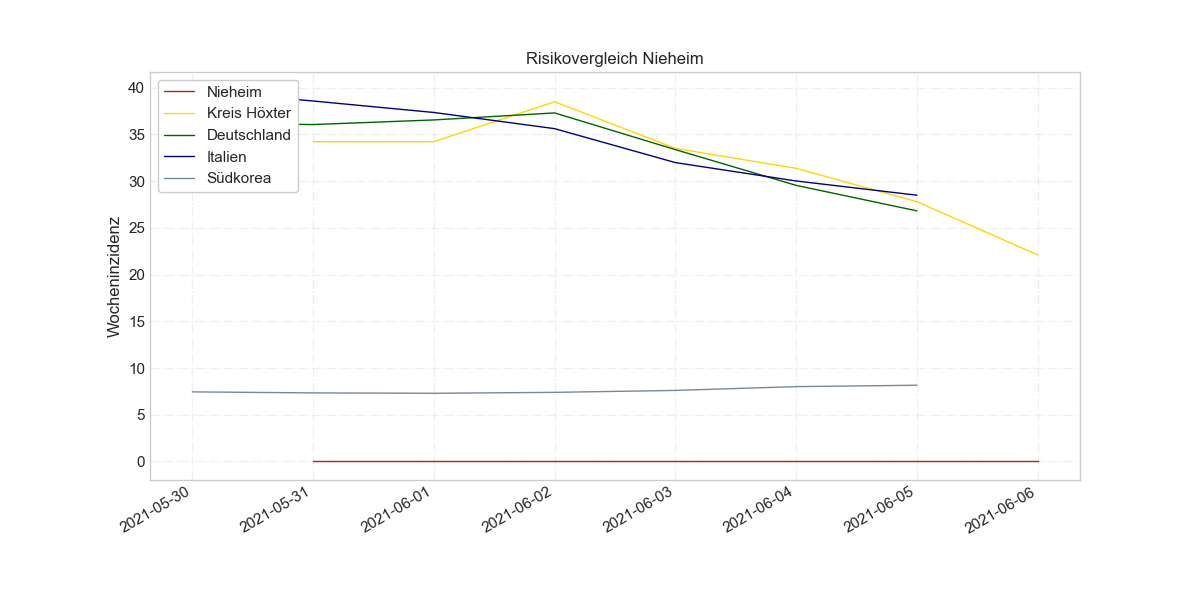 Risikovergleich Nieheim
Nieheim
Kreis Höxter
Deutschland
Italien
Südkorea
Wocheninzidenz
40
35
30
25
20
15
10
5
0
2021-05-30
2021-05-31
2021-06-01
2021-06-02
2021-06-03
2021-06-04
2021-06-05
2021-06-06